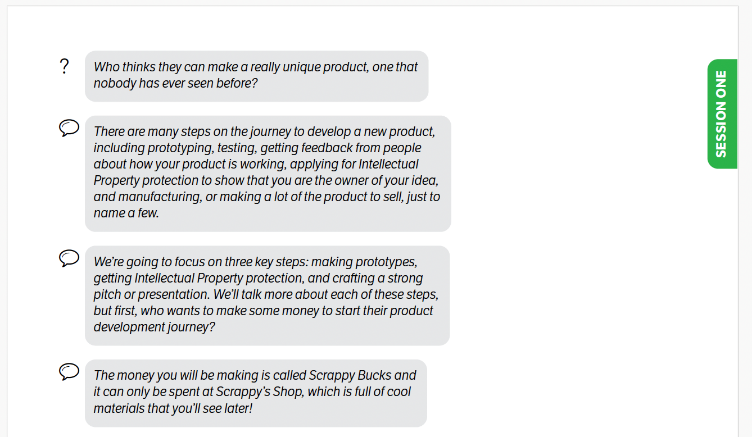 ?
Who thinks they can make a really unique product, one that
nobody has ever seen before?
There are many steps on the journey to develop a new product,
including prototyping, testing, getting feedback from people
about how your product is working, applying for Intellectual
Property protection to show that you are the owner of your idea,
and manufacturing, or making a lot of the product to sell, just to
name a few.
We're going to focus on three key steps: making prototypes,
getting Intellectual Property protection, and crafting a strong
pitch or presentation. We'll talk more about each of these steps,
but first, who wants to make some money to start their product
development journey?
The money you will be making is called Scrappy Bucks and
it can only be spent at Scrappy's Shop, which is full of cool
materials that you'll see later!
SESSION ONE